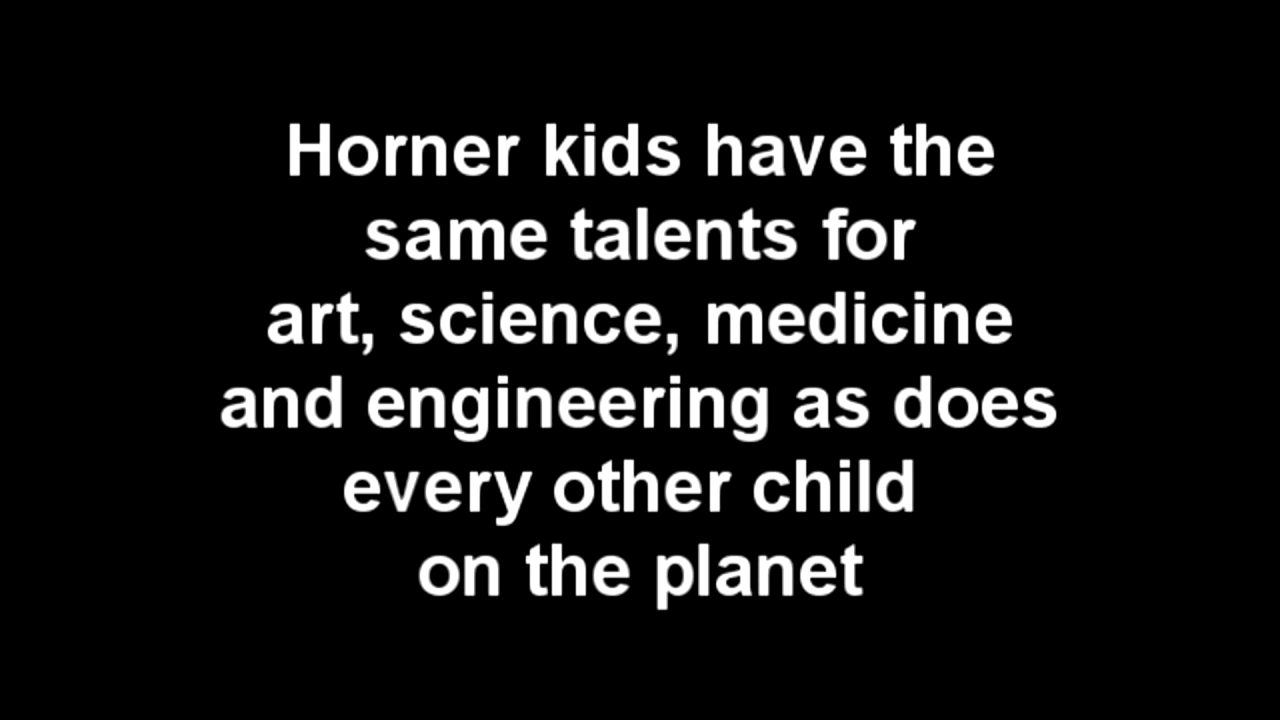 Horner kids have the
same talents for
art, science, medicine
and engineering as does
every other child
on the planet